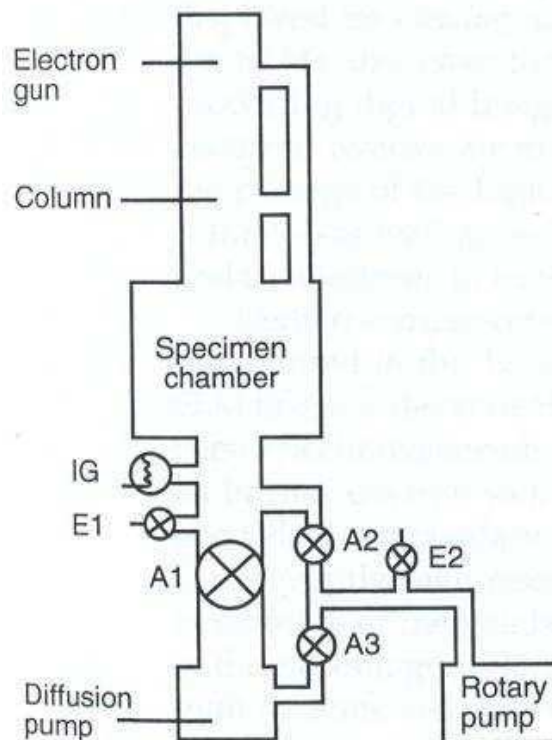 Electron
gun
Column
Specimen
chamber
IG
E1
A1
A2
E2
A3
Diffusion
pump
Rotary
pump